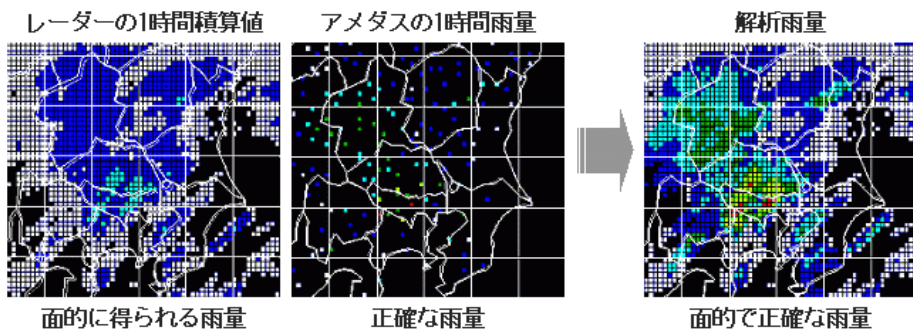 レーダーの1時間積算値
アメダスの1時間雨量
解析雨量
面的に得られる雨量
正確な雨量
面的で正確な雨量